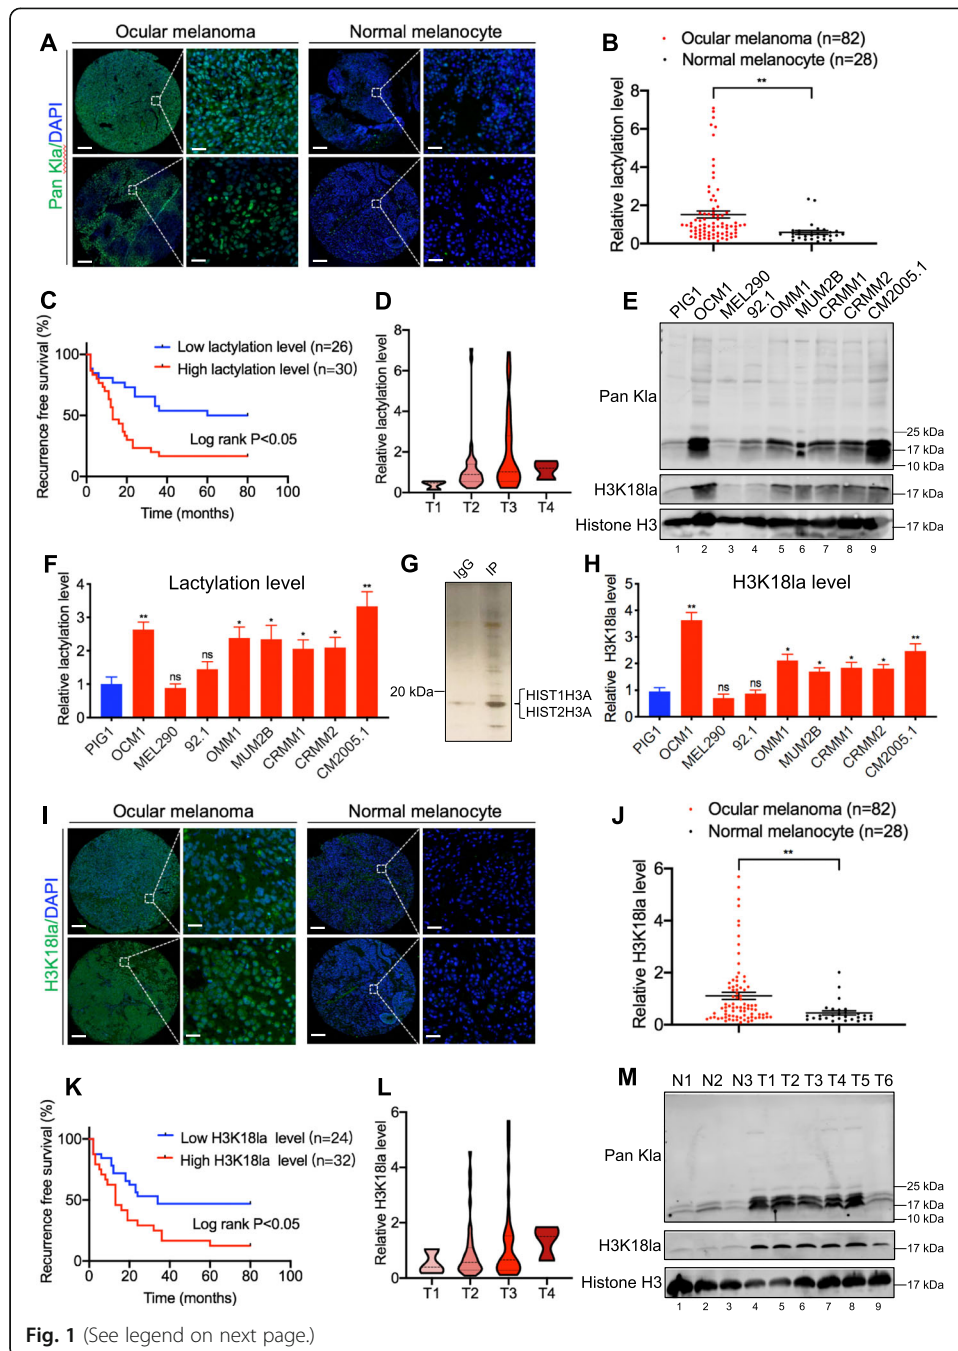 A
Ocular melanoma
Normal melanocyte
Pan Kla/DAPI
B
Ocular melanoma (n=82)
Normal melanocyte (n=28)
**
Relative lactylation level
8
6
4
2
0
C
Recurrence free survival (%)
Low lactylation level (n=26)
High lactylation level (n=30)
Log rank P<0.05
100
50
0
0 20 40 60 80 100
Time (months)
D
Relative lactylation level
8
6
4
2
0
T1 T2 T3 T4
E
PIG1 OCM1 MEL290 92.1 OMM1 MUM2B CRMM1 CRMM2 CM2005.1
Pan Kla
25 kDa
17 kDa
10 kDa
H3K18la
17 kDa
Histone H3
17 kDa
1 2 3 4 5 6 7 8 9
F
Lactylation level
Relative lactylation level
4
3
2
1
0
** ns ns * * * * **
PIG1 OCM1 MEL290 92.1 OMM1 MUM2B CRMM1 CRMM2 CM2005.1
G
IgG IP
20 kDa
HIST1H3A
HIST2H3A
H
H3K18la level
Relative H3K18la level
5
4
3
2
1
0
** ns ns * * * * **
PIG1 OCM1 MEL290 92.1 OMM1 MUM2B CRMM1 CRMM2 CM2005.1
I
Ocular melanoma
Normal melanocyte
H3K18la/DAPI
J
Ocular melanoma (n=82)
Normal melanocyte (n=28)
**
Relative H3K18la level
6
4
2
0
K
Recurrence free survival (%)
Low H3K18la level (n=24)
High H3K18la level (n=32)
Log rank P<0.05
100
50
0
0 20 40 60 80 100
Time (months)
L
Relative H3K18la level
6
4
2
0
T1 T2 T3 T4
M
N1 N2 N3 T1 T2 T3 T4 T5 T6
Pan Kla
25 kDa
17 kDa
10 kDa
H3K18la
17 kDa
Histone H3
17 kDa
1 2 3 4 5 6 7 8 9
Fig. 1 (See legend on next page.)